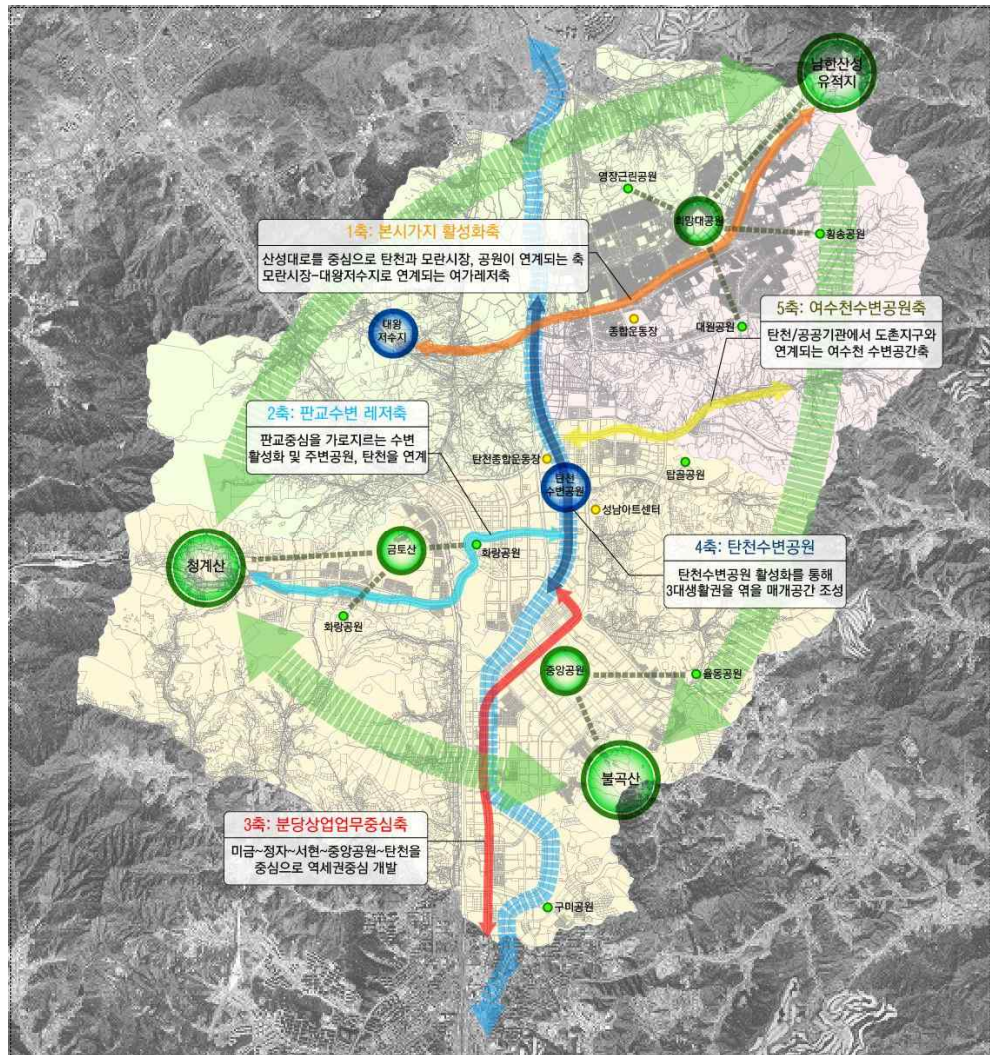 남한산성
유적지
영장근린공원
희망대공원
황송공원
1축: 본시가지 활성화축
산성대로를 중심으로 탄천과 모란시장, 공원이 연계되는 축
모란시장-대왕저수지로 연계되는 여가레저축
대왕
저수지
종합운동장
대원공원
5축: 여수천수변공원축
탄천/공공기관에서 도촌지구와
연계되는 여수천 수변공간축
2축: 판교수변 레저축
판교중심을 가로지르는 수변
활성화 및 주변공원, 탄천을 연계
탄천종합운동장
탑골공원
탄천
수변공원
성남아트센터
4축: 탄천수변공원
탄천수변공원 활성화를 통해
3대생활권을 엮을 매개공간 조성
청계산
금토산
화랑공원
화랑공원
중앙공원
율동공원
불곡산
3축: 분당상업업무중심축
미금~정자~서현~중앙공원~탄천을
중심으로 역세권중심 개발
구미공원